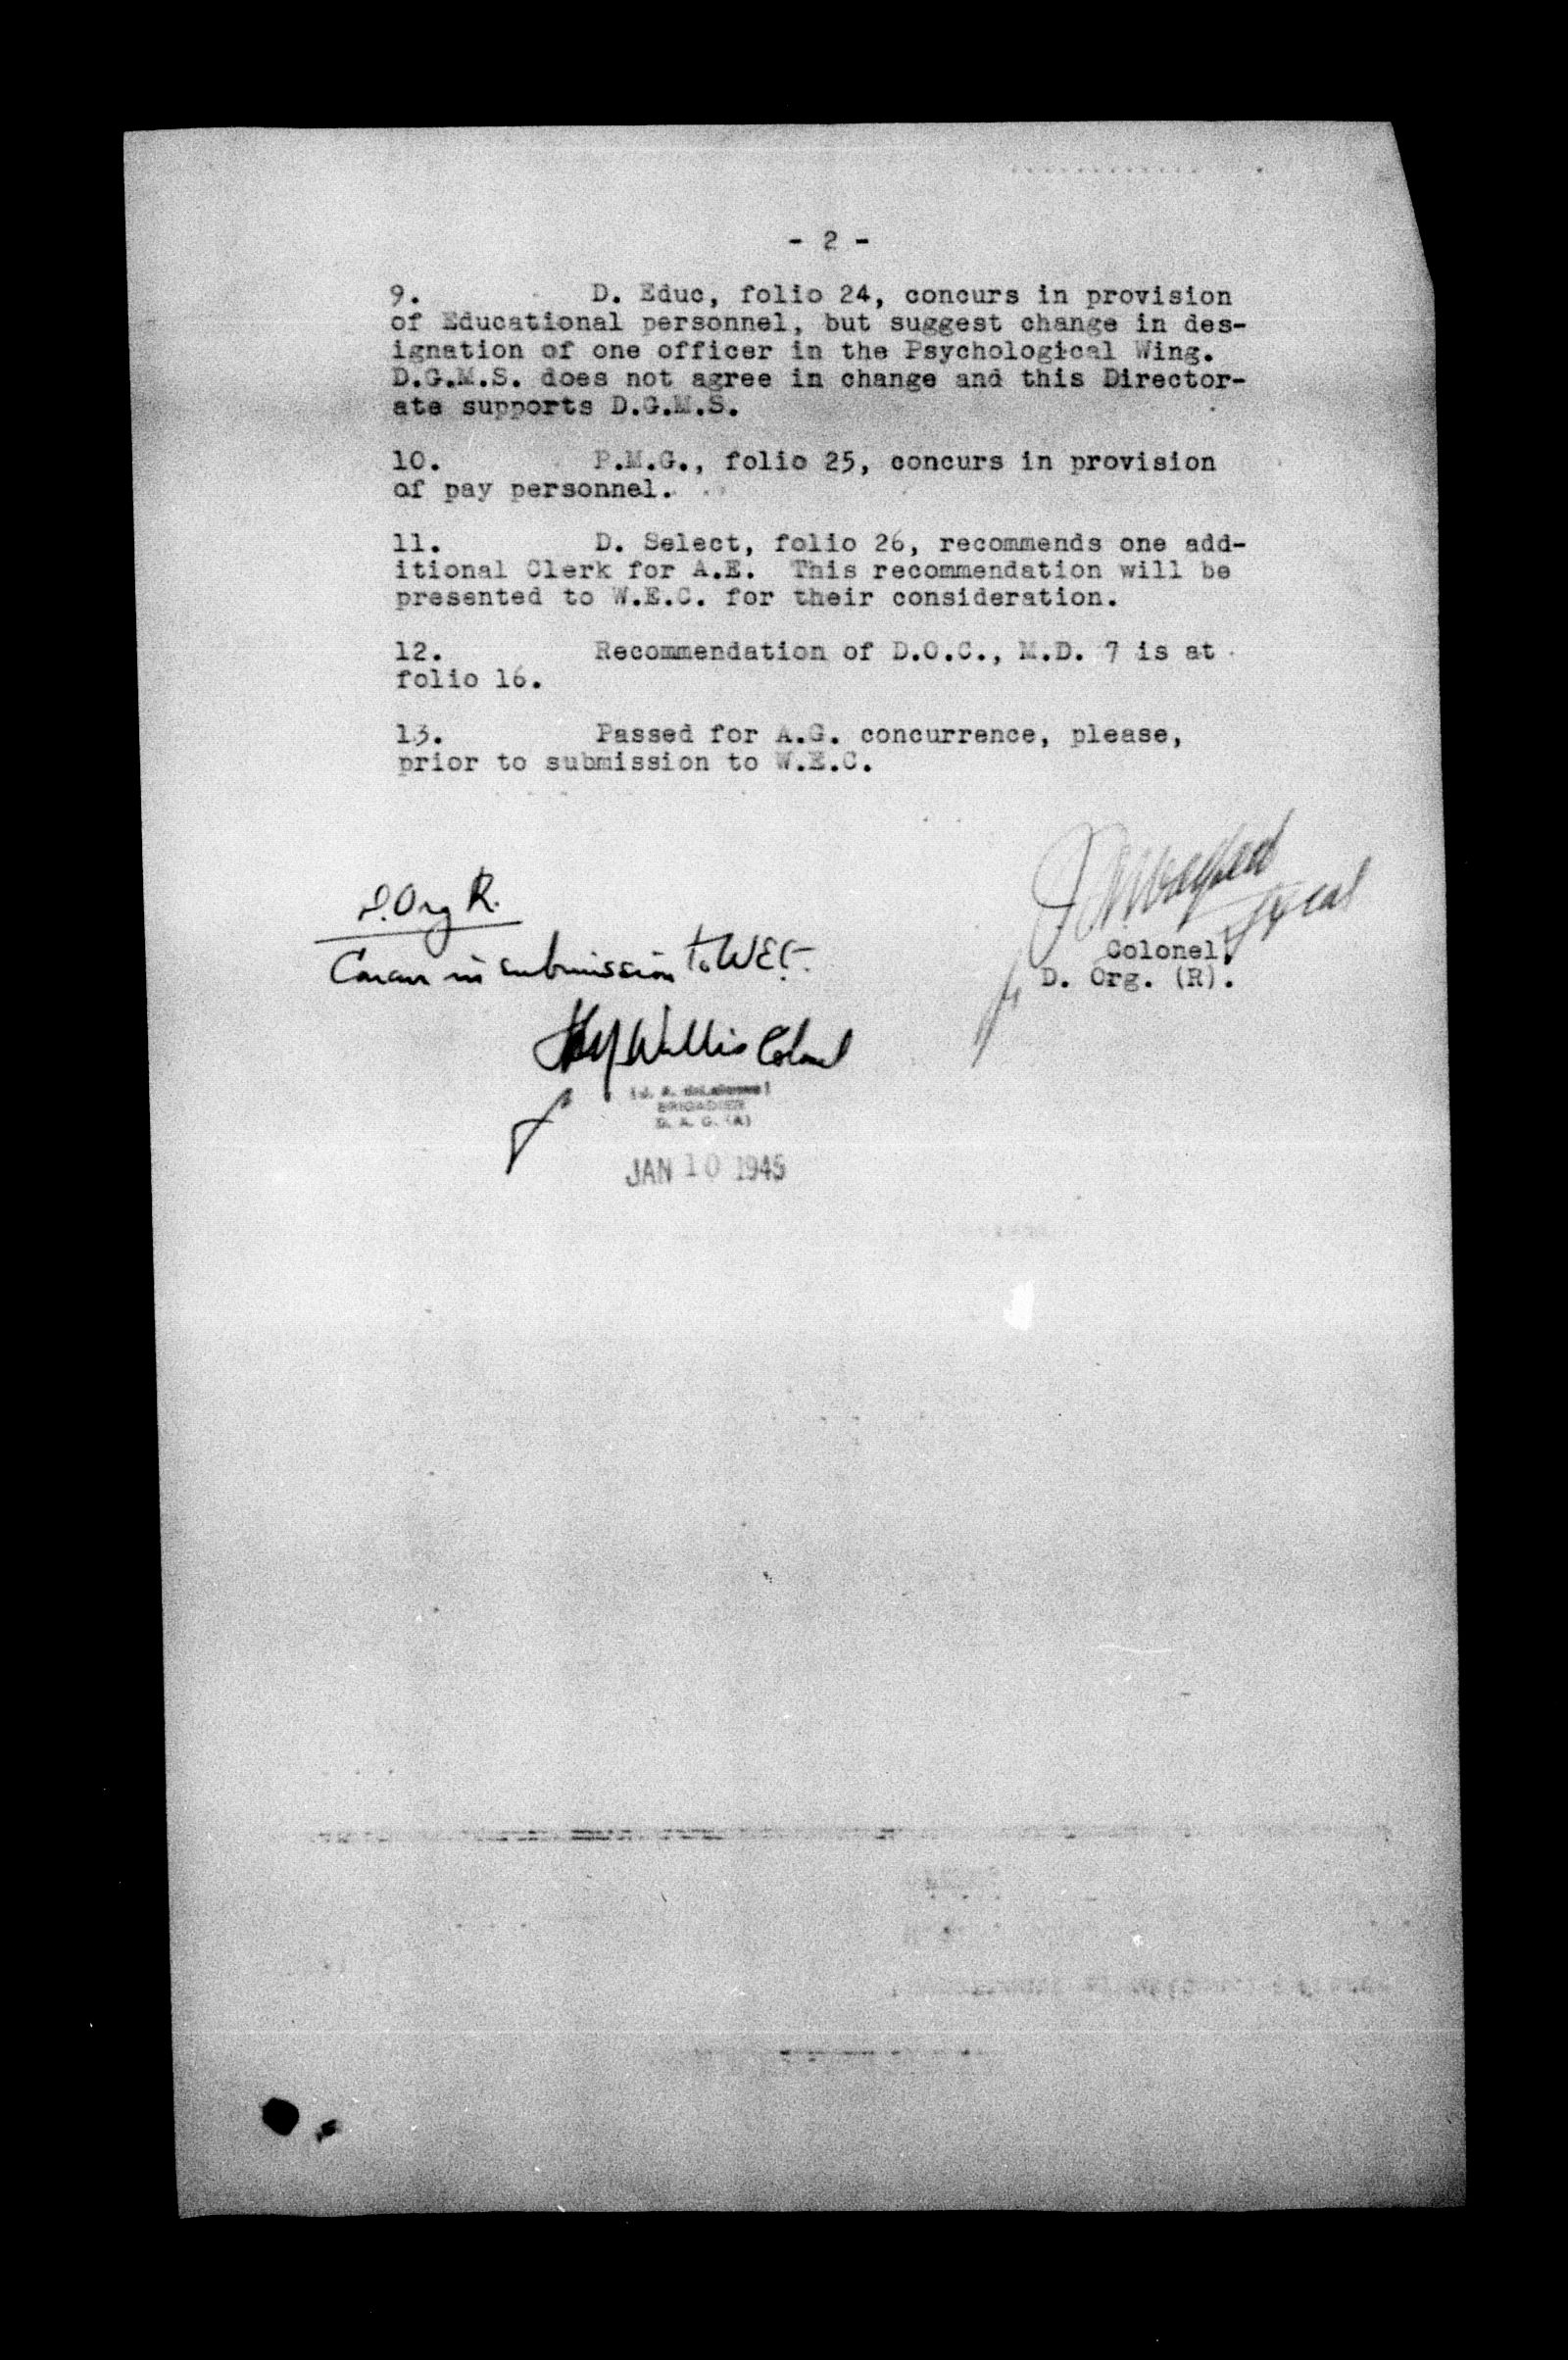 - 2 -
9. D. Educ, folio 24, concurs in provision
of Educational personnel, but suggest change in des-
ignation of one officer in the Psychological Wing.
D.G.M.S. does not agree in change and this Director-
ate supports D.G.M.S.
10. P.M.G., folio 25, concurs in provision
of pay personnel.
11. D. Select, folio 26, recommends one add-
itional Clerk for A.E. This recommendation will be
presented to W.E.C. for their consideration.
12. Recommendation of D.O.C., M.D. 7 is at
folio 16.
13. Passed for A.G. concurrence, please,
prior to submission to W.E.C.
D. Org R.
Concur in submission to WEC.
Colonel,
D. Org. (R).
Willis Colonel
BRIGADIER
D. A. G. (A)
JAN 10 1945